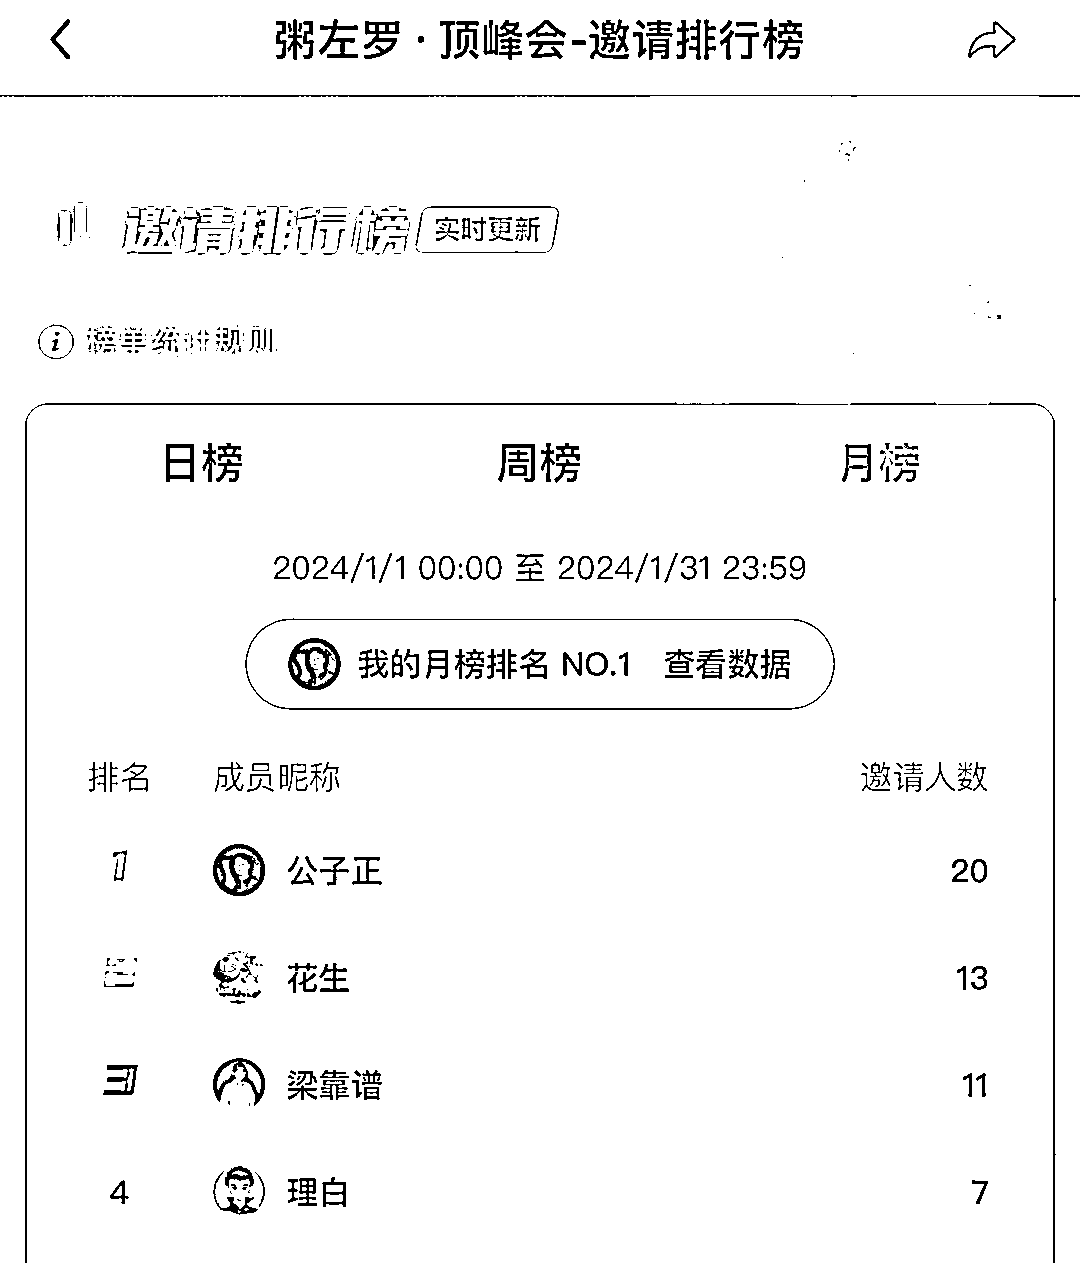 粥左罗 · 顶峰会-邀请排行榜
邀请排行榜 实时更新
榜单统计规则
日榜 周榜 月榜
2024/1/1 00:00 至 2024/1/31 23:59
我的月榜排名 NO.1 查看数据
排名 成员昵称 邀请人数
1 公子正 20
2 花生 13
3 梁靠谱 11
4 理白 7